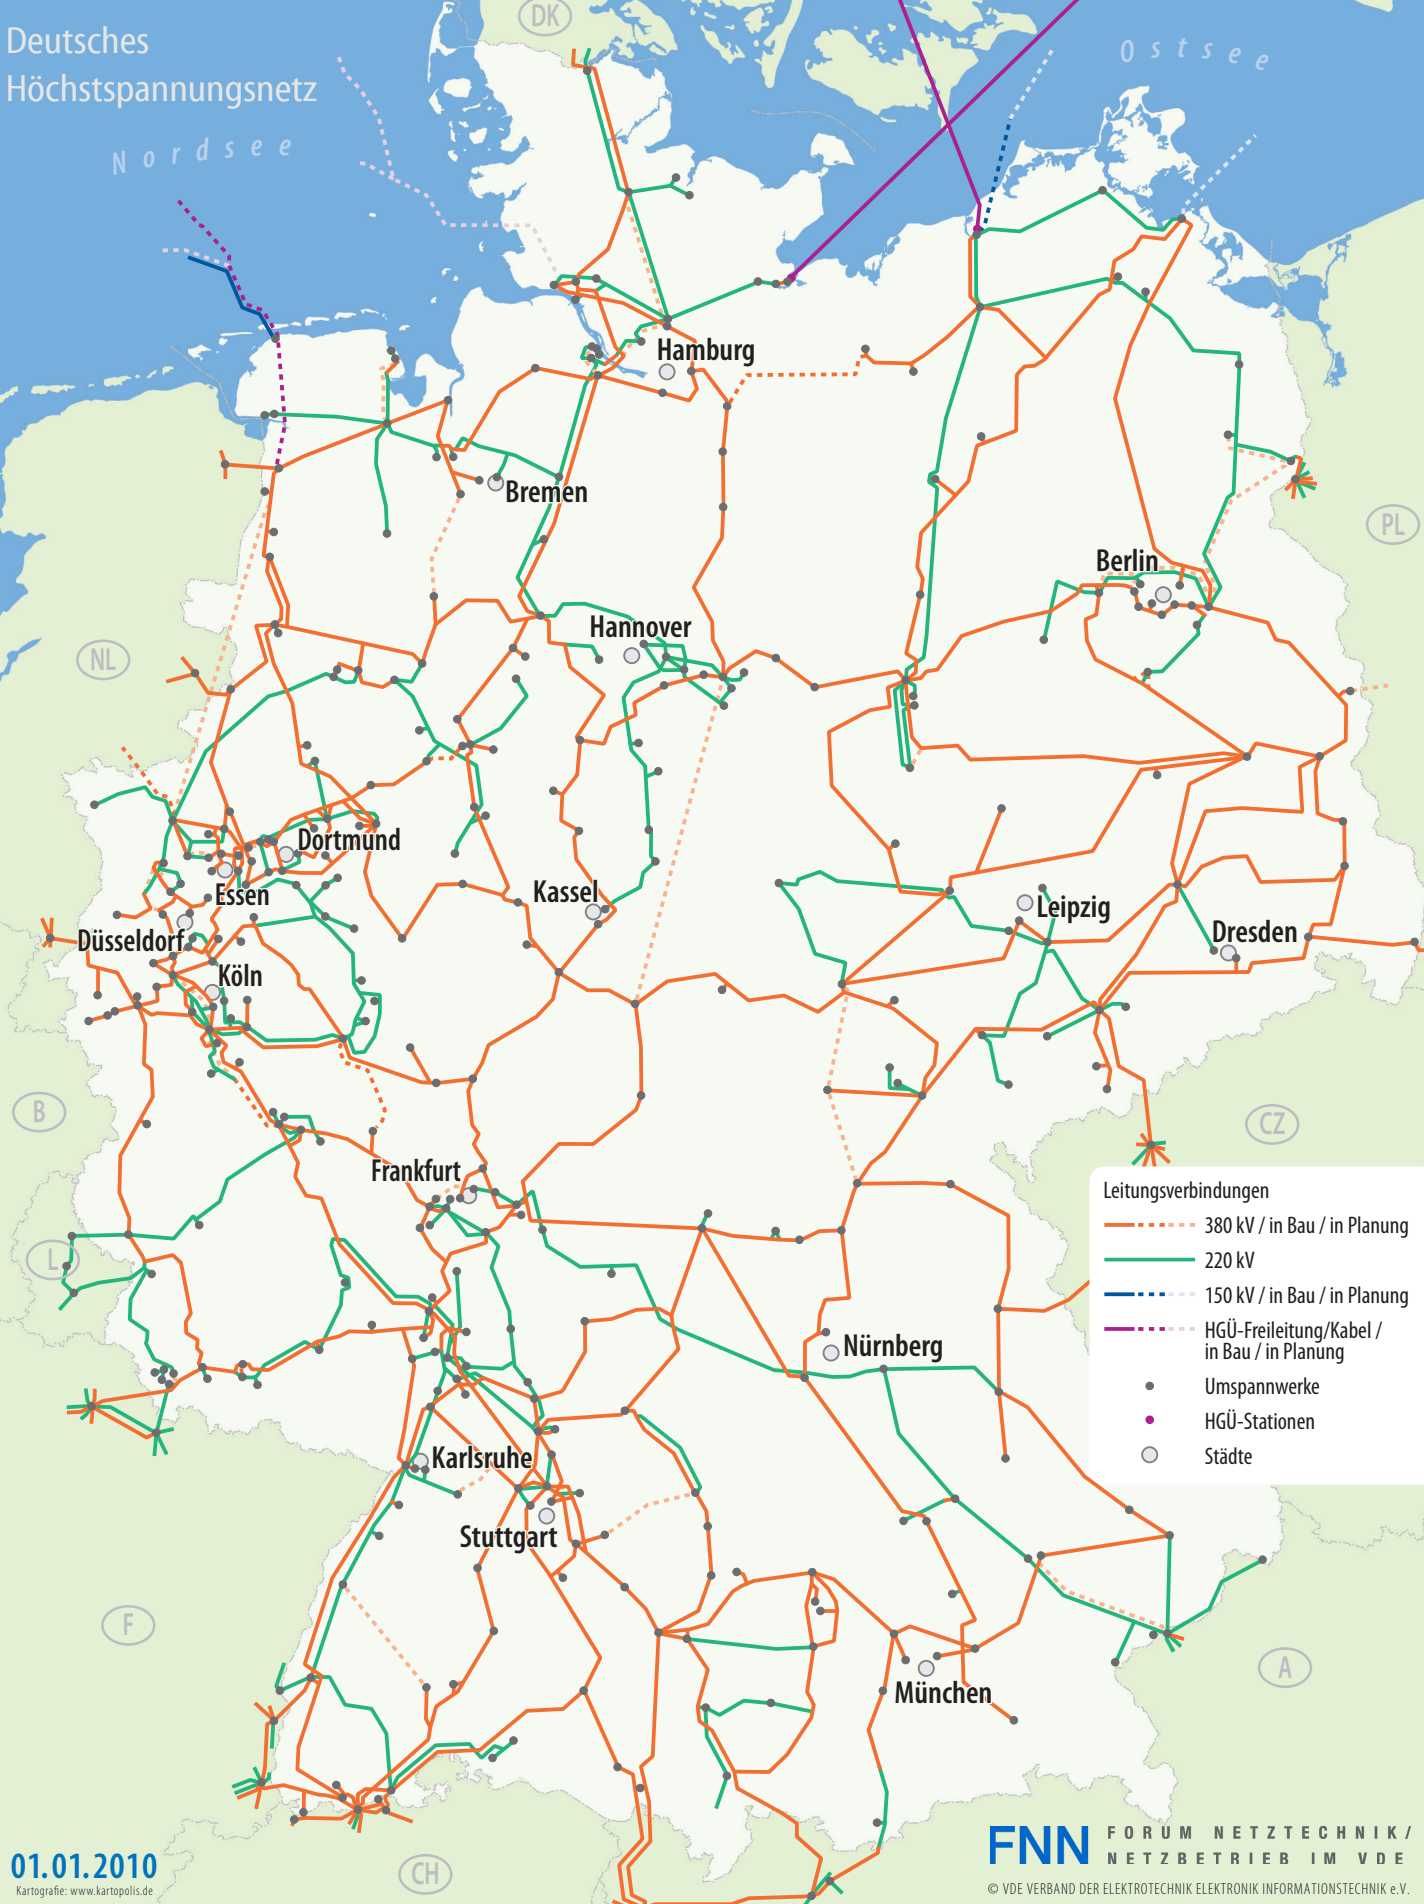 Deutsches
Höchstspannungsnetz
DK
Ostsee
Nordsee
Hamburg
Bremen
PL
Berlin
Hannover
NL
Dortmund
Essen
Kassel
Leipzig
Düsseldorf
Dresden
Köln
B
CZ
Frankfurt
L
Leitungsverbindungen
380 kV / in Bau / in Planung
220 kV
150 kV / in Bau / in Planung
HGÜ-Freileitung/Kabel /
in Bau / in Planung
Umspannwerke
HGÜ-Stationen
Städte
Nürnberg
Karlsruhe
Stuttgart
F
A
München
CH
01.01.2010
Kartografie: www.kartopolis.de
FNN FORUM NETZTECHNIK/
NETZBETRIEB IM VDE
© VDE VERBAND DER ELEKTROTECHNIK ELEKTRONIK INFORMATIONSTECHNIK e.V.